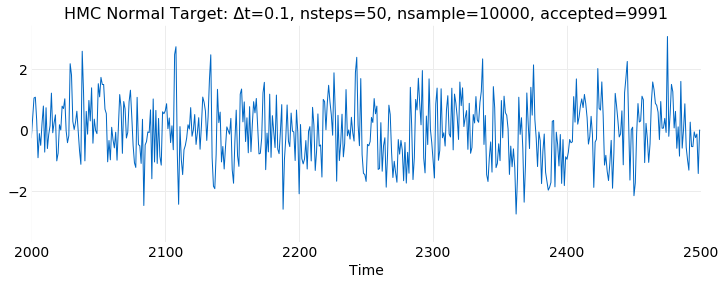 HMC Normal Target: Δt=0.1, nsteps=50, nsample=10000, accepted=9991
2
0
−2
2000 2100 2200 2300 2400 2500
Time